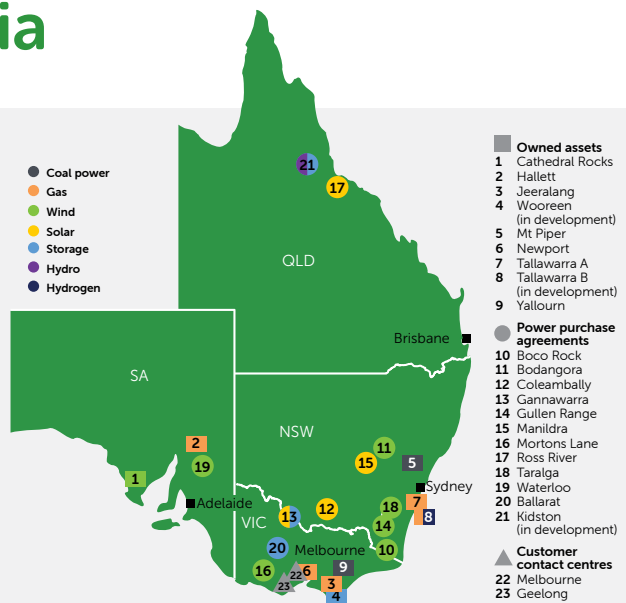 ia
Coal power
Gas
Wind
Solar
Storage
Hydro
Hydrogen
21
17
QLD
Brisbane
SA
NSW
2
19
1
11
15
5
Adelaide
Sydney
VIC
13
12
18
7
8
14
20
Melbourne
10
16
22
6
9
23
3
4
Owned assets
1 Cathedral Rocks
2 Hallett
3 Jeeralang
4 Wooreen
(in development)
5 Mt Piper
6 Newport
7 Tallawarra A
8 Tallawarra B
(in development)
9 Yallourn
Power purchase
agreements
10 Boco Rock
11 Bodangora
12 Coleambally
13 Gannawarra
14 Gullen Range
15 Manildra
16 Mortons Lane
17 Ross River
18 Taralga
19 Waterloo
20 Ballarat
21 Kidston
(in development)
Customer
contact centres
22 Melbourne
23 Geelong